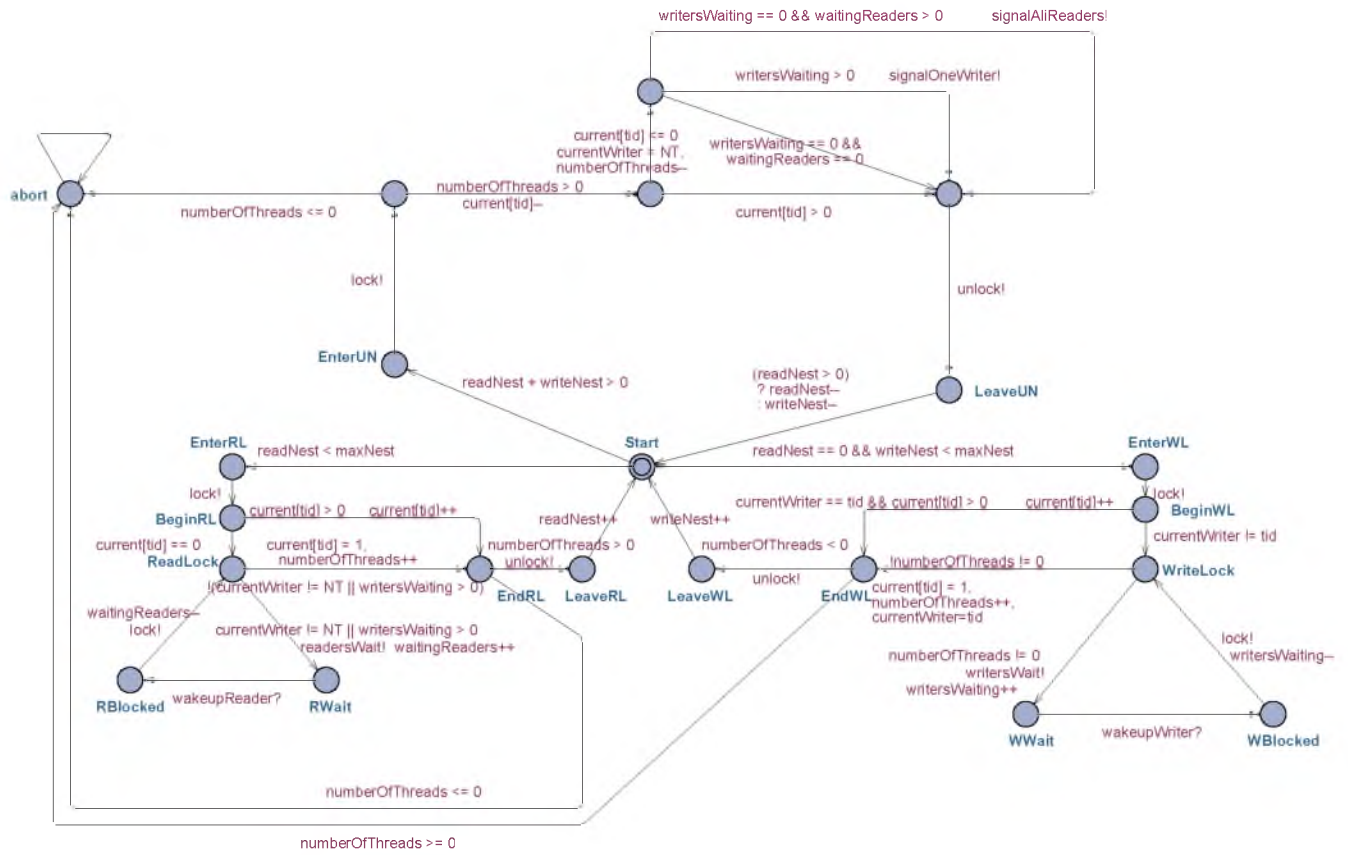 writersWaiting == 0 && waitingReaders > 0 signalAllReaders!
writersWaiting > 0 signalOneWriter!
current[tid] <= 0
currentWriter = NT,
numberOfThreads--
writersWaiting == 0 &&
waitingReaders == 0
abort
numberOfThreads <= 0
numberOfThreads > 0
current[tid]--
current[tid] > 0
lock!
unlock!
EnterUN
readNest + writeNest > 0
(readNest > 0)
? readNest--
: writeNest--
LeaveUN
EnterRL
readNest < maxNest
Start
readNest == 0 && writeNest < maxNest
EnterWL
lock!
lock!
BeginRL
current[tid] > 0 current[tid]++
readNest++
writeNest++
currentWriter == tid && current[tid] > 0 current[tid]++
BeginWL
current[tid] == 0
current[tid] = 1,
numberOfThreads++
numberOfThreads > 0
unlock!
numberOfThreads < 0
unlock!
!numberOfThreads != 0
currentWriter != tid
ReadLock
WriteLock
!(currentWriter != NT || writersWaiting > 0)
EndRL
LeaveRL
LeaveWL
EndWL
current[tid] = 1,
numberOfThreads++,
currentWriter=tid
waitingReaders--
lock!
currentWriter != NT || writersWaiting > 0
readersWait! waitingReaders++
numberOfThreads != 0
writersWait!
writersWaiting++
lock!
writersWaiting--
RBlocked
wakeupReader?
RWait
WWait
wakeupWriter?
WBlocked
numberOfThreads <= 0
numberOfThreads >= 0